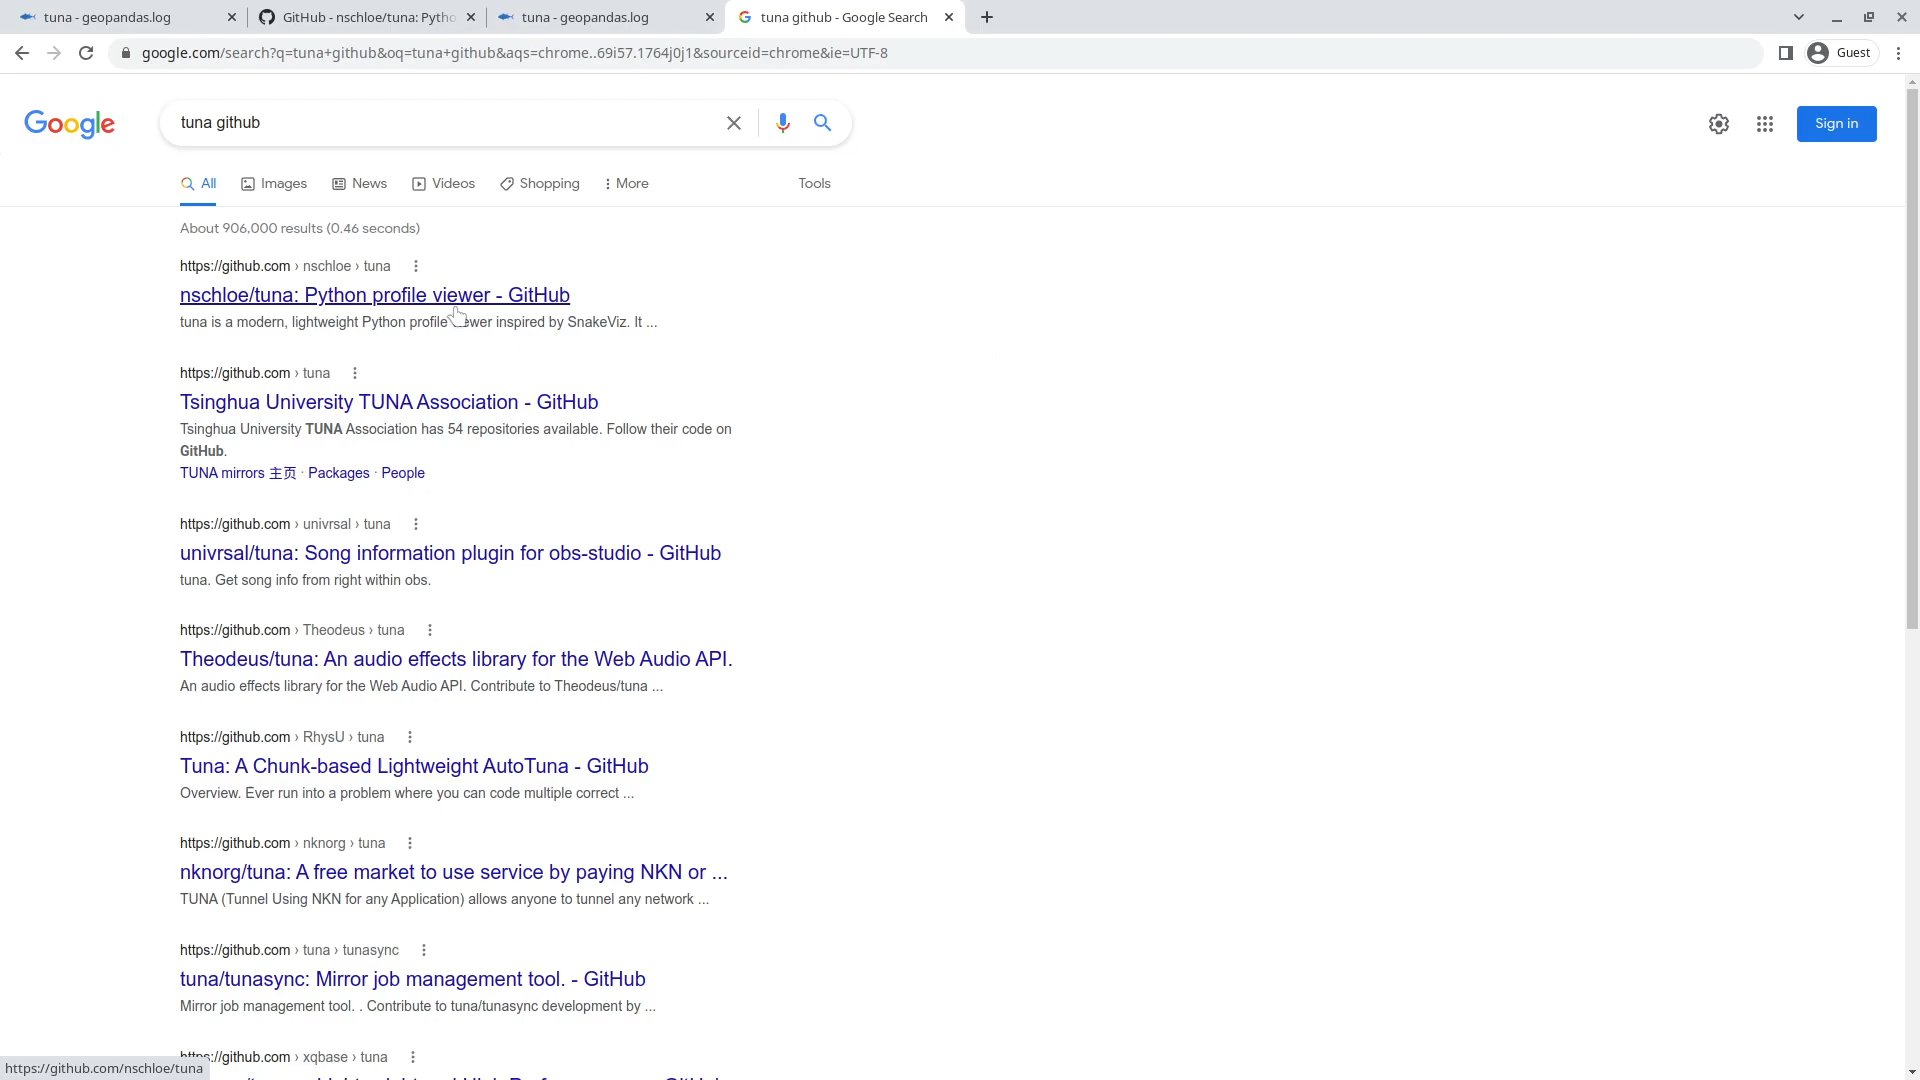 tuna - geopandas.log
GitHub - nschloe/tuna: Pytho
tuna - geopandas.log
tuna github - Google Search
google.com/search?q=tuna+github&oq=tuna+github&aqs=chrome..69i57.1764j0j1&sourceid=chrome&ie=UTF-8
Guest
Google
tuna github
Sign in
All
Images
News
Videos
Shopping
More
Tools
About 906,000 results (0.46 seconds)
https://github.com › nschloe › tuna
nschloe/tuna: Python profile viewer - GitHub
tuna is a modern, lightweight Python profile viewer inspired by SnakeViz. It ...
https://github.com › tuna
Tsinghua University TUNA Association - GitHub
Tsinghua University TUNA Association has 54 repositories available. Follow their code on
GitHub.
TUNA mirrors 主页 · Packages · People
https://github.com › univrsal › tuna
univrsal/tuna: Song information plugin for obs-studio - GitHub
tuna. Get song info from right within obs.
https://github.com › Theodeus › tuna
Theodeus/tuna: An audio effects library for the Web Audio API.
An audio effects library for the Web Audio API. Contribute to Theodeus/tuna ...
https://github.com › RhysU › tuna
Tuna: A Chunk-based Lightweight AutoTuna - GitHub
Overview. Ever run into a problem where you can code multiple correct ...
https://github.com › nknorg › tuna
nknorg/tuna: A free market to use service by paying NKN or ...
TUNA (Tunnel Using NKN for any Application) allows anyone to tunnel any network ...
https://github.com › tuna › tunasync
tuna/tunasync: Mirror job management tool. - GitHub
Mirror job management tool. . Contribute to tuna/tunasync development by ...
https://github.com › xqbase › tuna
https://github.com/nschloe/tuna